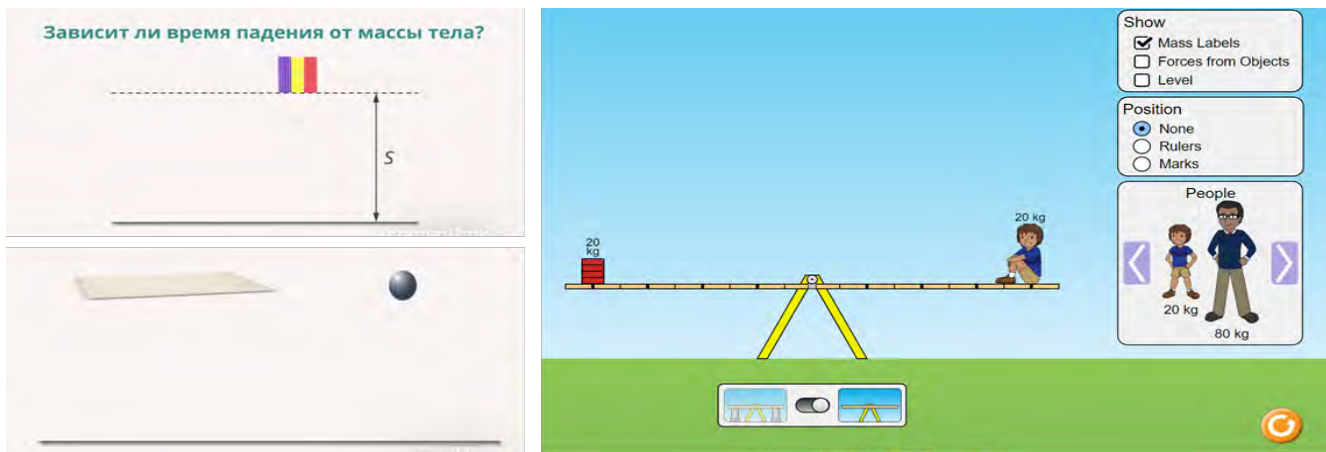 Зависит ли время падения от массы тела?
S
Show
Mass Labels
Forces from Objects
Level
Position
None
Rulers
Marks
People
20 kg
80 kg
20
kg
20 kg